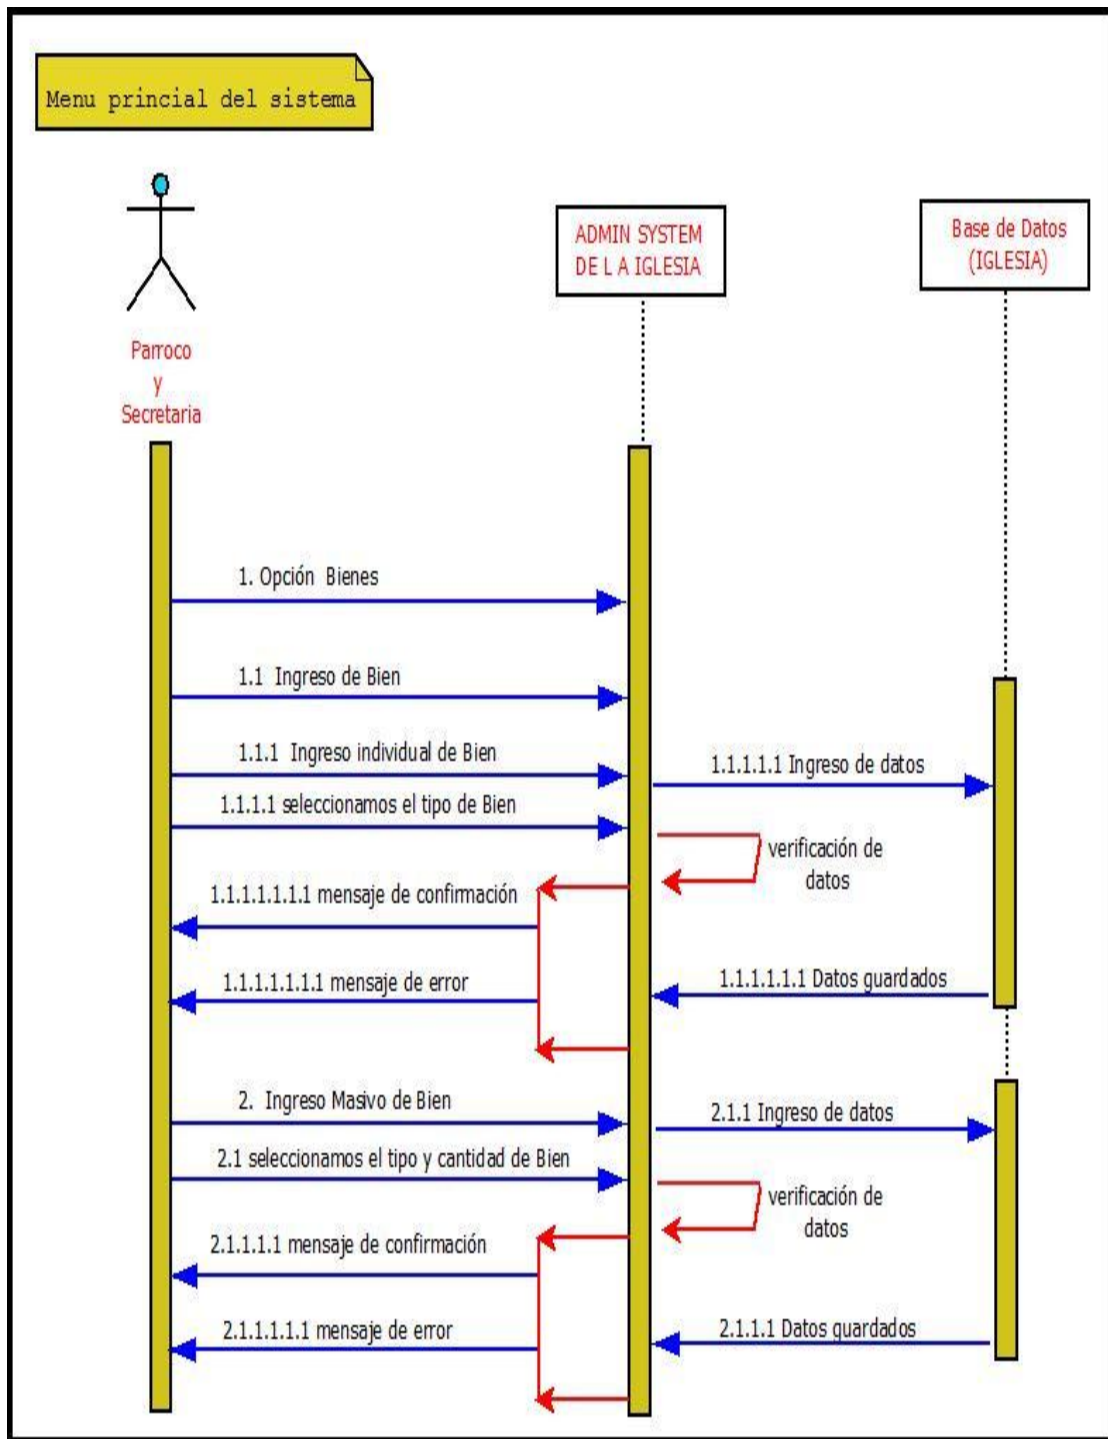 Menu princial del sistema
ADMIN SYSTEM
DE L A IGLESIA
Base de Datos
(IGLESIA)
Parroco
y
Secretaria
1. Opción Bienes
1.1 Ingreso de Bien
1.1.1 Ingreso individual de Bien
1.1.1.1.1 Ingreso de datos
1.1.1.1 seleccionamos el tipo de Bien
verificación de
datos
1.1.1.1.1.1.1 mensaje de confirmación
1.1.1.1.1.1.1 mensaje de error
1.1.1.1.1.1 Datos guardados
2. Ingreso Masivo de Bien
2.1.1 Ingreso de datos
2.1 seleccionamos el tipo y cantidad de Bien
verificación de
datos
2.1.1.1.1 mensaje de confirmación
2.1.1.1.1.1 mensaje de error
2.1.1.1 Datos guardados